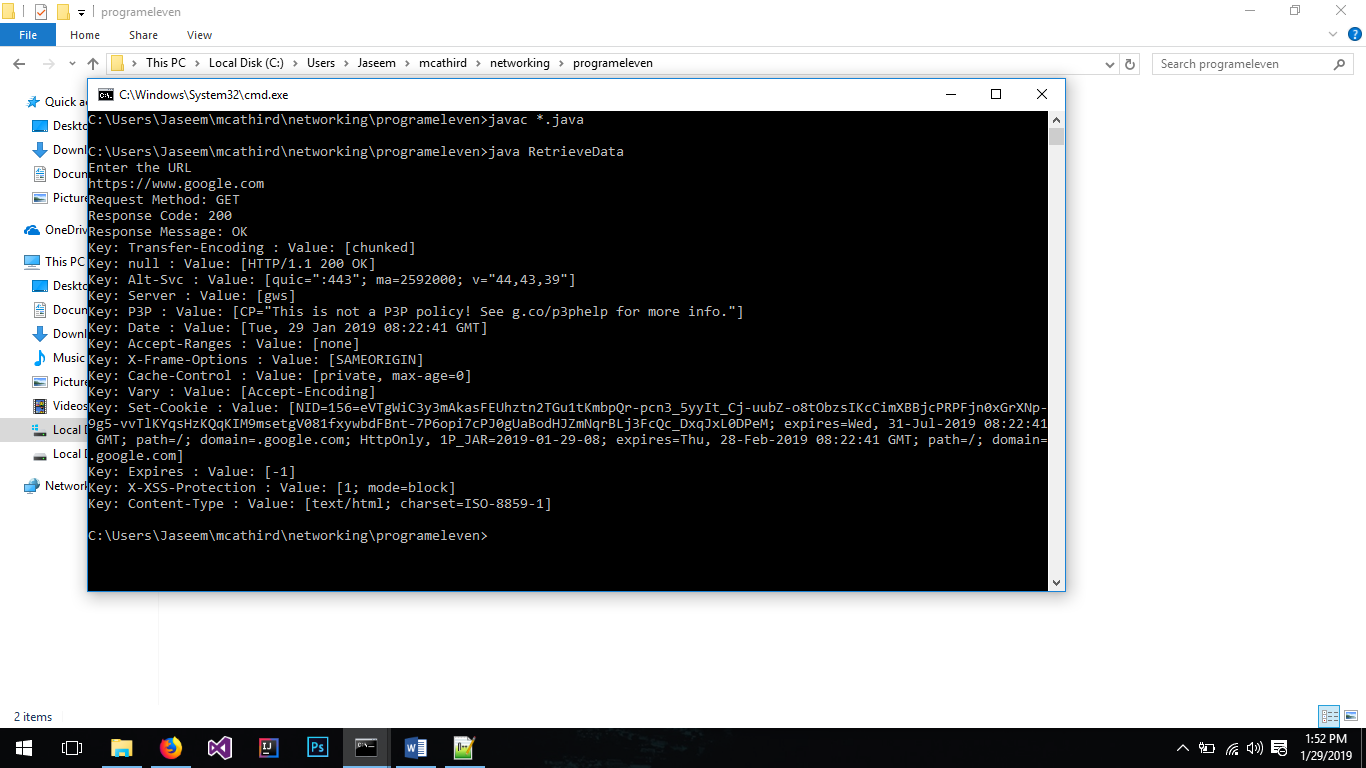 programeleven
File Home Share View
This PC Local Disk (C:) Users Jaseem mcathird networking programeleven
Search programeleven
Quick ac
Deskto
Downl
Docun
Picture
OneDriv
This PC
Deskto
Docun
Downl
Music
Picture
Videos
Local D
Local D
Networ
C:\Windows\System32\cmd.exe
C:\Users\Jaseem\mcathird\networking\programeleven>javac *.java
C:\Users\Jaseem\mcathird\networking\programeleven>java RetrieveData
Enter the URL
https://www.google.com
Request Method: GET
Response Code: 200
Response Message: OK
Key: Transfer-Encoding : Value: [chunked]
Key: null : Value: [HTTP/1.1 200 OK]
Key: Alt-Svc : Value: [quic=":443"; ma=2592000; v="44,43,39"]
Key: Server : Value: [gws]
Key: P3P : Value: [CP="This is not a P3P policy! See g.co/p3phelp for more info."]
Key: Date : Value: [Tue, 29 Jan 2019 08:22:41 GMT]
Key: Accept-Ranges : Value: [none]
Key: X-Frame-Options : Value: [SAMEORIGIN]
Key: Cache-Control : Value: [private, max-age=0]
Key: Vary : Value: [Accept-Encoding]
Key: Set-Cookie : Value: [NID=156=eVTgWiC3y3mAkasFEUhztn2TGu1tKmbpQr-pcn3_5yyIt_Cj-uubZ-o8tObzsIKcCimXBBjcPRPFjn0xGrXNp-
9g5-vvTlKYqsHzKQqKIM9msetgV081fxywbdFBnt-7P6opi7cPJ0gUaBodHJZmNqrBLj3FcQc_DxqJxL0DPeM; expires=Wed, 31-Jul-2019 08:22:41
GMT; path=/; domain=.google.com; HttpOnly, 1P_JAR=2019-01-29-08; expires=Thu, 28-Feb-2019 08:22:41 GMT; path=/; domain=
.google.com]
Key: Expires : Value: [-1]
Key: X-XSS-Protection : Value: [1; mode=block]
Key: Content-Type : Value: [text/html; charset=ISO-8859-1]
C:\Users\Jaseem\mcathird\networking\programeleven>
2 items
1:52 PM
1/29/2019